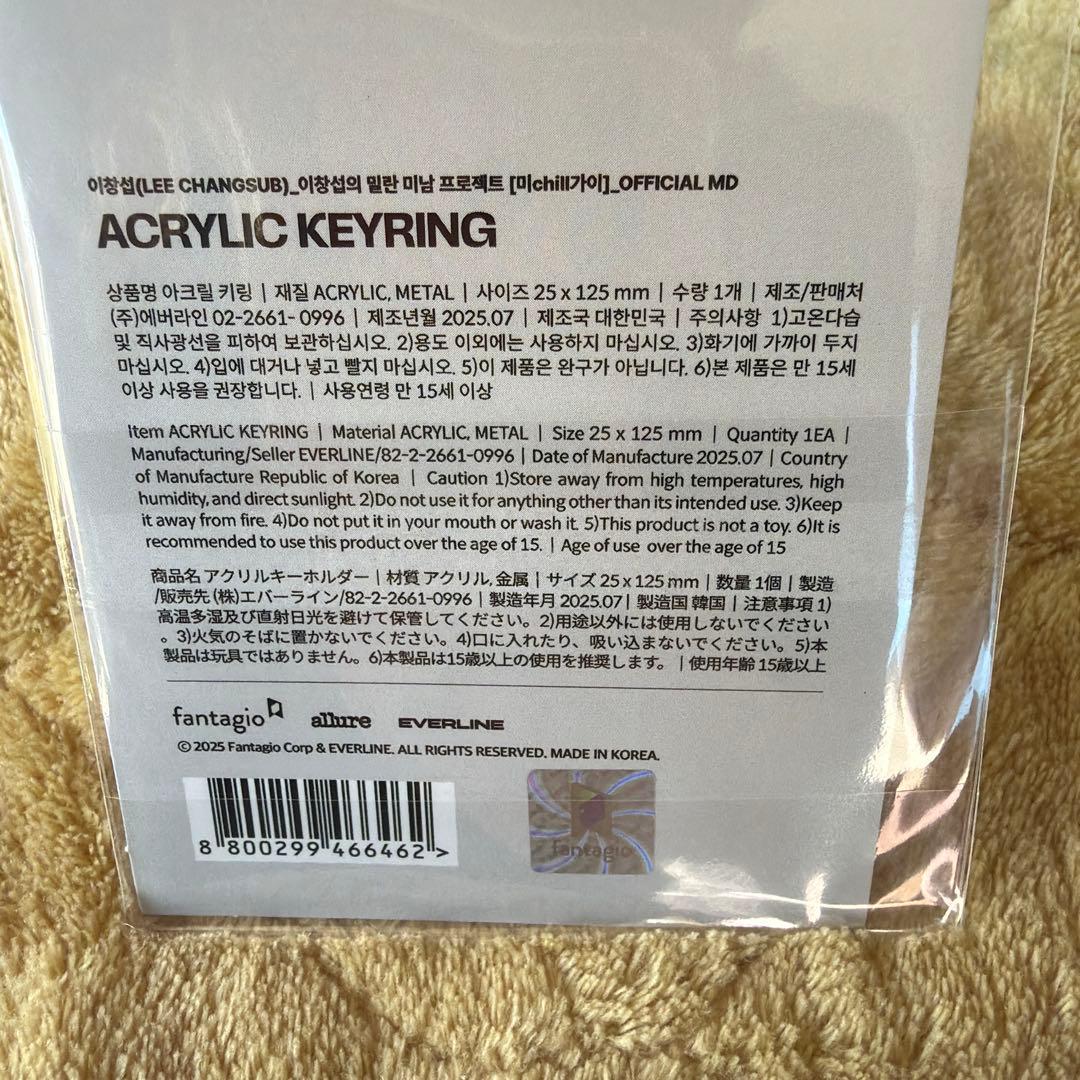 이창섭(LEE CHANGSUB)_이창섭의 밀란 미남 프로젝트 [미chill가이]_OFFICIAL MD
ACRYLIC KEYRING
상품명 아크릴 키링 | 재질 ACRYLIC, METAL | 사이즈 25 x 125 mm | 수량 1개 | 제조/판매처
(주)에버라인 02-2661- 0996 | 제조년월 2025.07 | 제조국 대한민국 | 주의사항 1)고온다습
및 직사광선을 피하여 보관하십시오. 2)용도 이외에는 사용하지 마십시오. 3)화기에 가까이 두지
마십시오. 4)입에 대거나 넣고 빨지 마십시오. 5)이 제품은 완구가 아닙니다. 6)본 제품은 만 15세
이상 사용을 권장합니다. | 사용연령 만 15세 이상
Item ACRYLIC KEYRING | Material ACRYLIC, METAL | Size 25 x 125 mm | Quantity 1EA |
Manufacturing/Seller EVERLINE/82-2-2661-0996 | Date of Manufacture 2025.07 | Country
of Manufacture Republic of Korea | Caution 1)Store away from high temperatures, high
humidity, and direct sunlight. 2)Do not use it for anything other than its intended use. 3)Keep
it away from fire. 4)Do not put it in your mouth or wash it. 5)This product is not a toy. 6)It is
recommended to use this product over the age of 15. | Age of use over the age of 15
商品名 アクリルキーホルダー | 材質 アクリル, 金属 | サイズ 25 x 125 mm | 数量 1個 | 製造
/販売先 (株)エバーライン/82-2-2661-0996 | 製造年月 2025.07 | 製造国 韓国 | 注意事項 1)
高温多湿及び直射日光を避けて保管してください。2)用途以外には使用しないでください
。3)火気のそばに置かないでください。4)口に入れたり、吸い込まないでください。5)本
製品は玩具ではありません。6)本製品は15歳以上の使用を推奨します。 | 使用年齢 15歳以上
fantagio allure EVERLINE
© 2025 Fantagio Corp & EVERLINE. ALL RIGHTS RESERVED. MADE IN KOREA.
8 800299 466462 >
fantagio